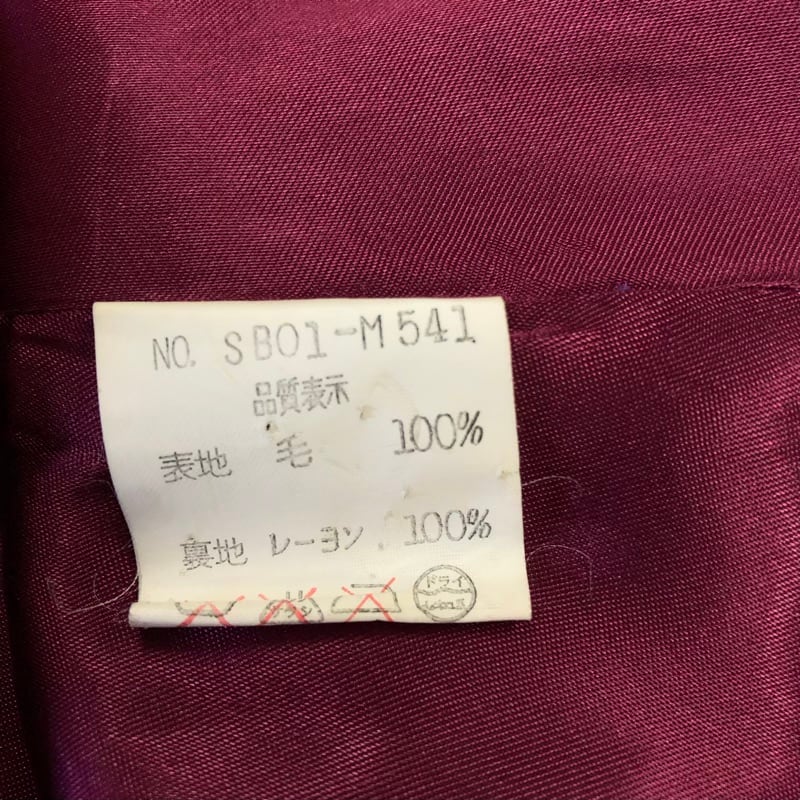 NO. SB01-M541
品質表示
表地 毛 100%
裏地 レーヨン 100%
ドライ